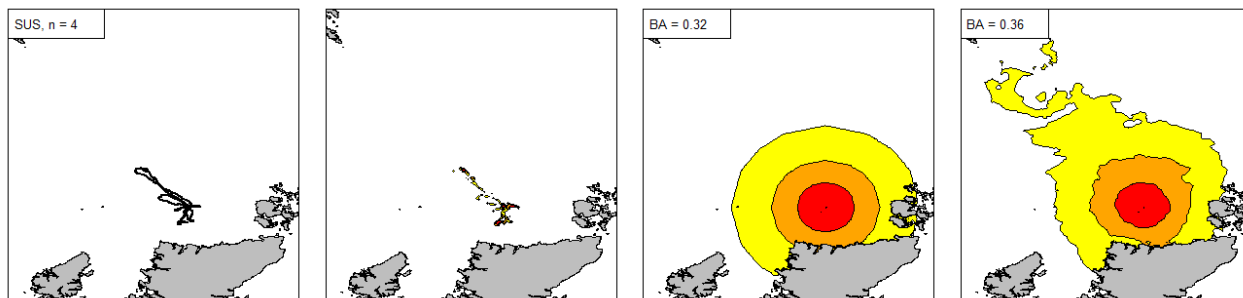 SUS, n = 4
BA = 0.32
BA = 0.36